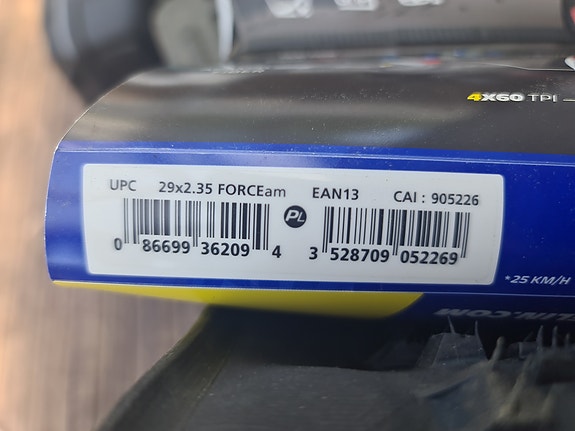 4X60 TPI
UPC 29x2.35 FORCEam EAN13 CAI : 905226
PL
0 86699 36209 4 3 528709 052269
*25 KM/H